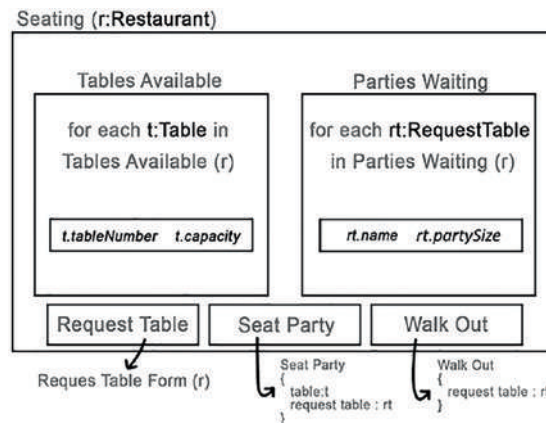 Seating (r:Restaurant)
Tables Available
for each t:Table in
Tables Available (r)
t.tableNumber t.capacity
Parties Waiting
for each rt:RequestTable
in Parties Waiting (r)
rt.name rt.partySize
Request Table
Seat Party
Walk Out
Reques Table Form (r)
Seat Party
{
table:t
request table : rt
}
Walk Out
{
request table : rt
}